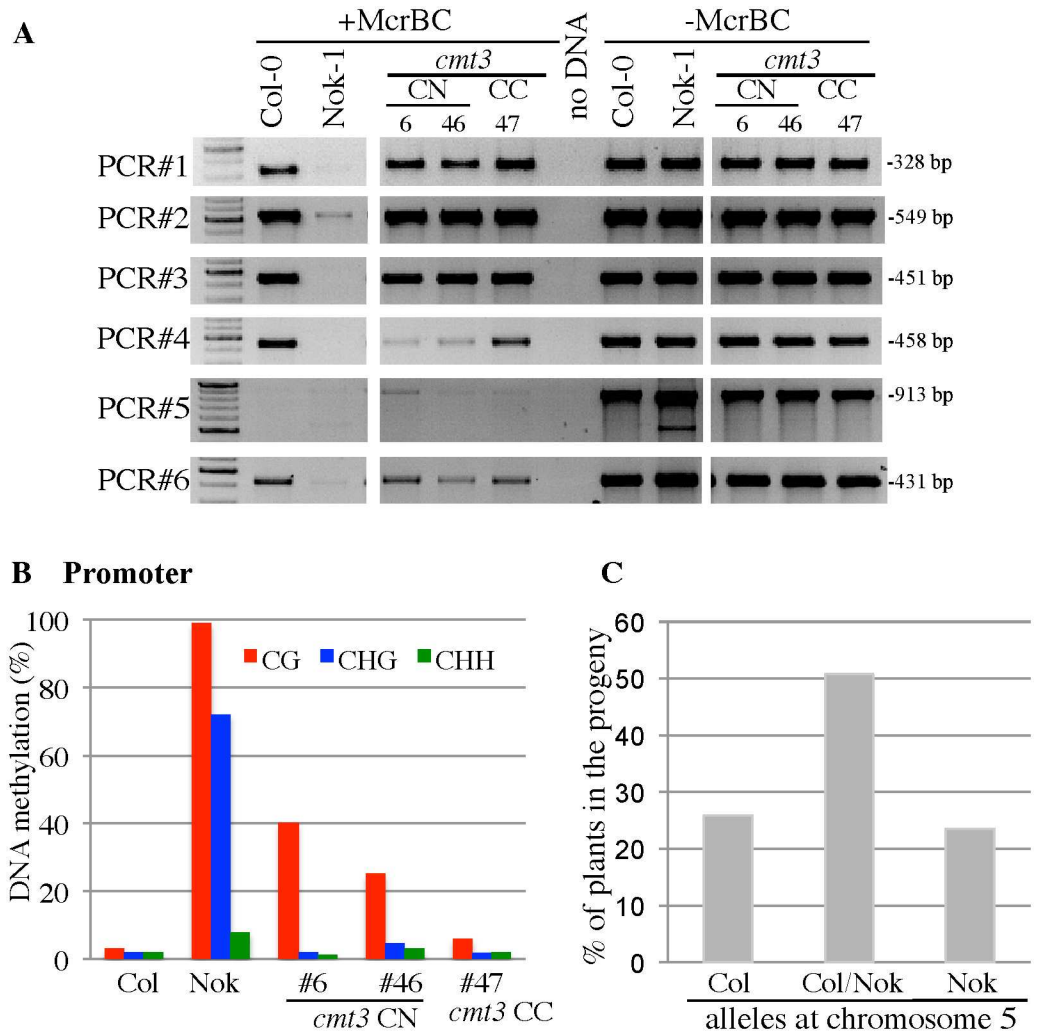 A
+McrBC
-McrBC
Col-0
Nok-1
cmt3
CN
CC
6
46
47
no DNA
Col-0
Nok-1
cmt3
CN
CC
6
46
47
PCR#1
-328 bp
PCR#2
-549 bp
PCR#3
-451 bp
PCR#4
-458 bp
PCR#5
-913 bp
PCR#6
-431 bp
B Promoter
DNA methylation (%)
100
80
60
40
20
0
CG
CHG
CHH
Col
Nok
#6
#46
#47
cmt3 CN
cmt3 CC
C
% of plants in the progeny
60
50
40
30
20
10
0
Col
Col/Nok
Nok
alleles at chromosome 5